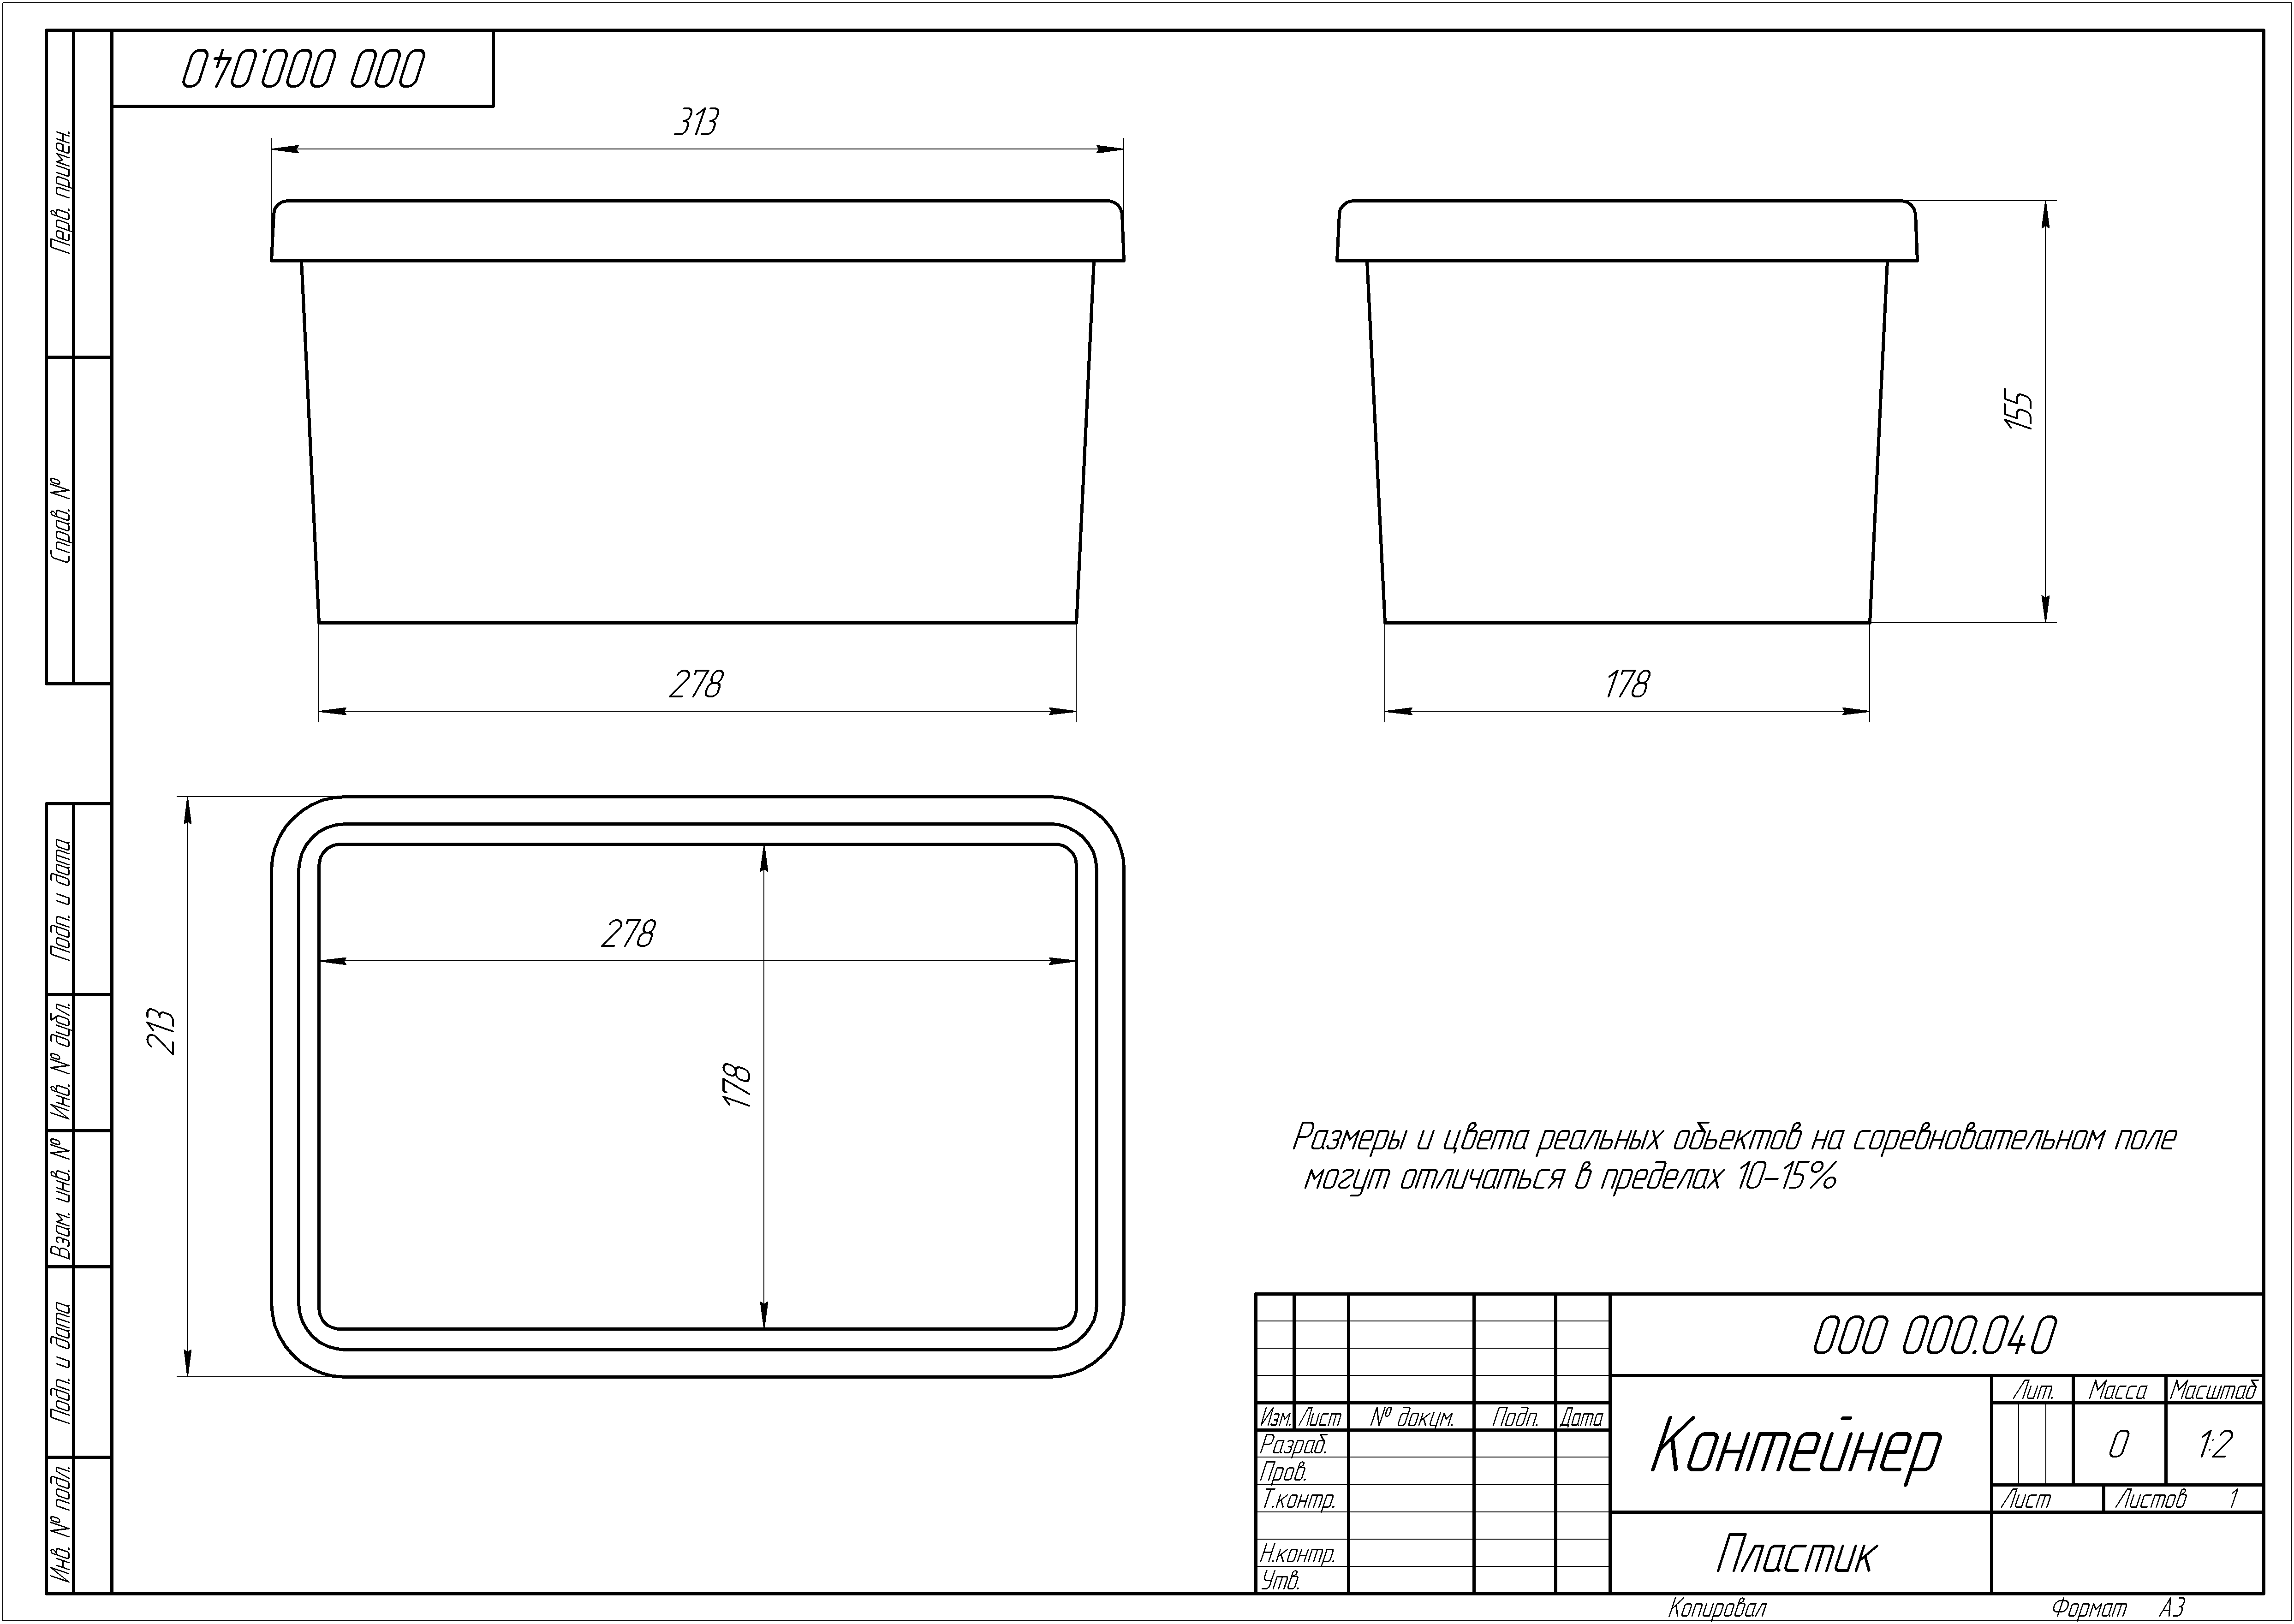 000 000.040
Перв. примен.
Справ. №
Подп. и дата
Инв. № дубл.
Взам. инв. №
Подп. и дата
Инв. № подл.
313
155
278
178
278
178
213
Размеры и цвета реальных обьектов на соревновательном поле
могут отличаться в пределах 10-15%
000 000.040
Изм. Лист № докум. Подп. Дата
Разраб.
Пров.
Т.контр.
Н.контр.
Утв.
Контейнер
Лит. Масса Масштаб
0 1:2
Лист Листов 1
Пластик
Копировал Формат А3